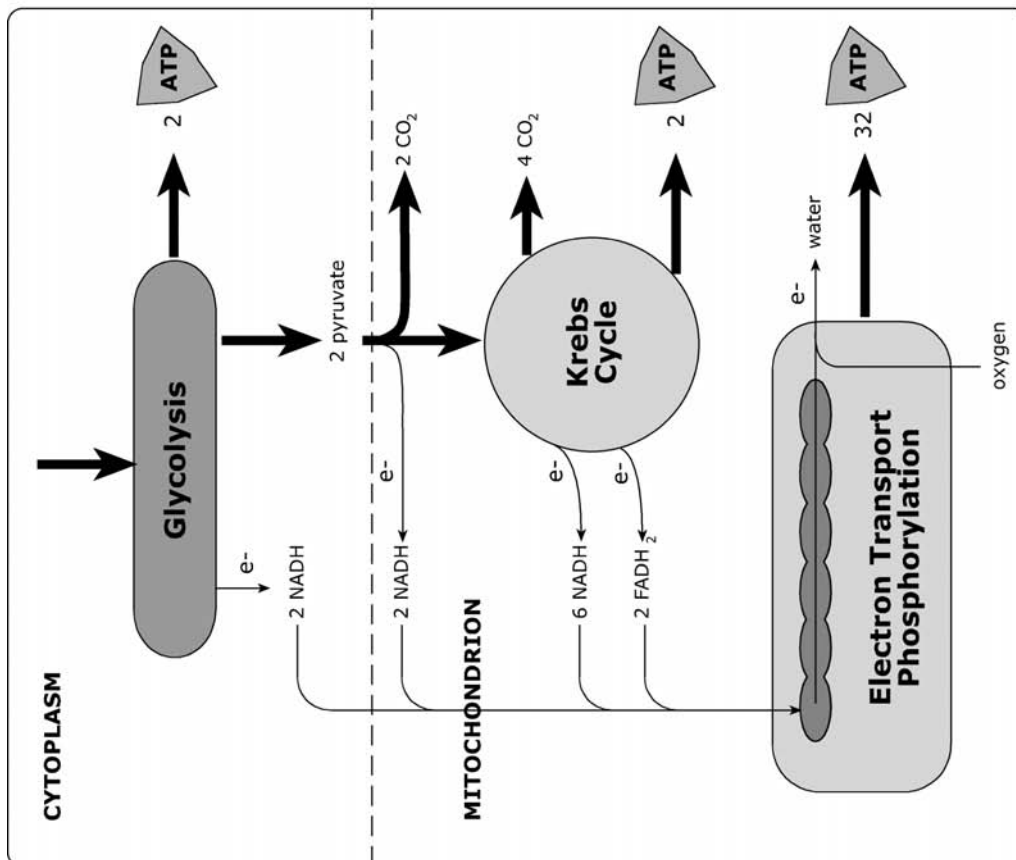 CYTOPLASM
Glycolysis
ATP
2
e-
2 NADH
2 pyruvate
MITOCHONDRION
2 CO₂
e-
2 NADH
Krebs
Cycle
4 CO₂
ATP
2
e-
6 NADH
e-
2 FADH₂
Electron Transport
Phosphorylation
ATP
32
e-
water
oxygen